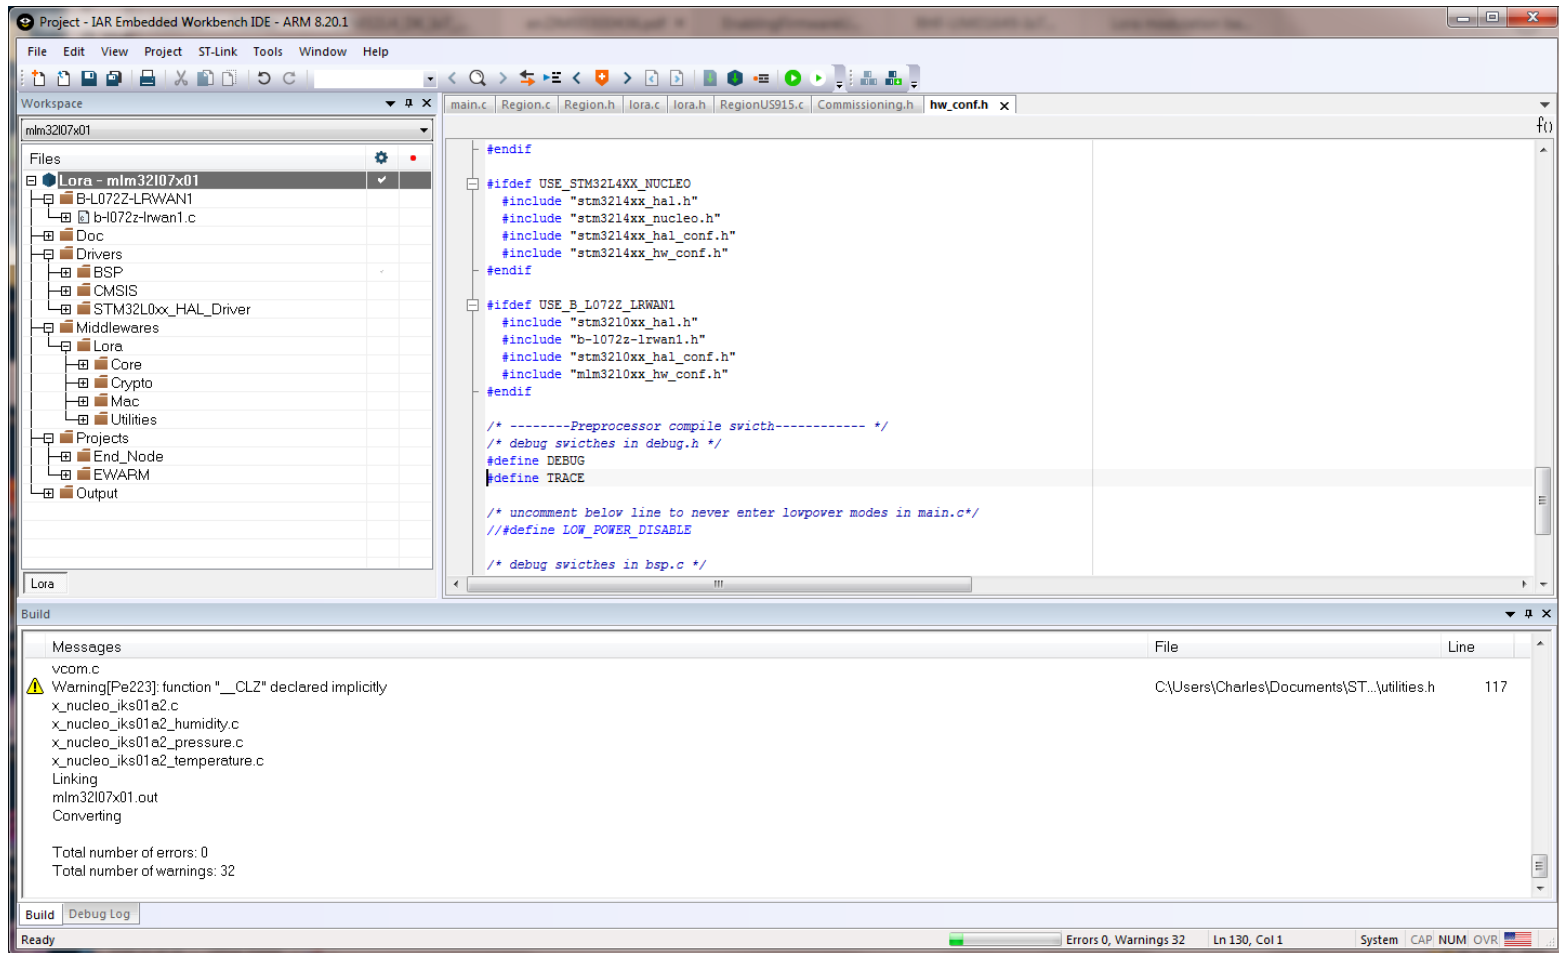 Project - IAR Embedded Workbench IDE - ARM 8.20.1
File Edit View Project ST-Link Tools Window Help
Workspace
main.c Region.c Region.h lora.c lora.h RegionUS915.c Commissioning.h hw_conf.h
mlm32l07x01
f()
Files
Lora - mlm32l07x01
B-L072Z-LRWAN1
b-l072z-lrwan1.c
Doc
Drivers
BSP
CMSIS
STM32L0xx_HAL_Driver
Middlewares
Lora
Core
Crypto
Mac
Utilities
Projects
End_Node
EWARM
Output
Lora
#endif
#ifdef USE_STM32L4XX_NUCLEO
#include "stm32l4xx_hal.h"
#include "stm32l4xx_nucleo.h"
#include "stm32l4xx_hal_conf.h"
#include "stm32l4xx_hw_conf.h"
#endif
#ifdef USE_B_L072Z_LRWAN1
#include "stm32l0xx_hal.h"
#include "b-l072z-lrwan1.h"
#include "stm32l0xx_hal_conf.h"
#include "mlm32l0xx_hw_conf.h"
#endif
/* --------Preprocessor compile swicth------------ */
/* debug swicthes in debug.h */
#define DEBUG
#define TRACE
/* uncomment below line to never enter lowpower modes in main.c*/
//#define LOW_POWER_DISABLE
/* debug swicthes in bsp.c */
Build
Messages File Line
vcom.c
Warning[Pe223]: function "__CLZ" declared implicitly C:\Users\Charles\Documents\ST...\utilities.h 117
x_nucleo_iks01a2.c
x_nucleo_iks01a2_humidity.c
x_nucleo_iks01a2_pressure.c
x_nucleo_iks01a2_temperature.c
Linking
mlm32l07x01.out
Converting
Total number of errors: 0
Total number of warnings: 32
Build Debug Log
Ready Errors 0, Warnings 32 Ln 130, Col 1 System CAP NUM OVR